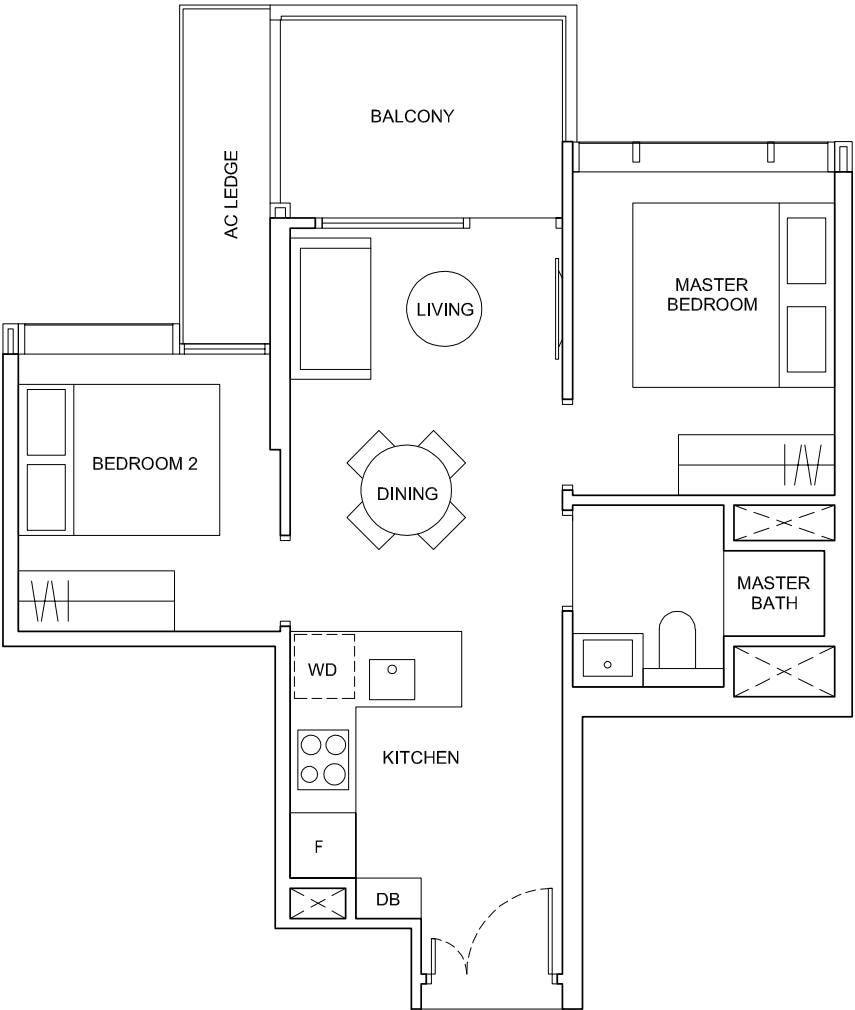 BALCONY
AC LEDGE
MASTER
BEDROOM
LIVING
BEDROOM 2
DINING
MASTER
BATH
WD
KITCHEN
F
DB